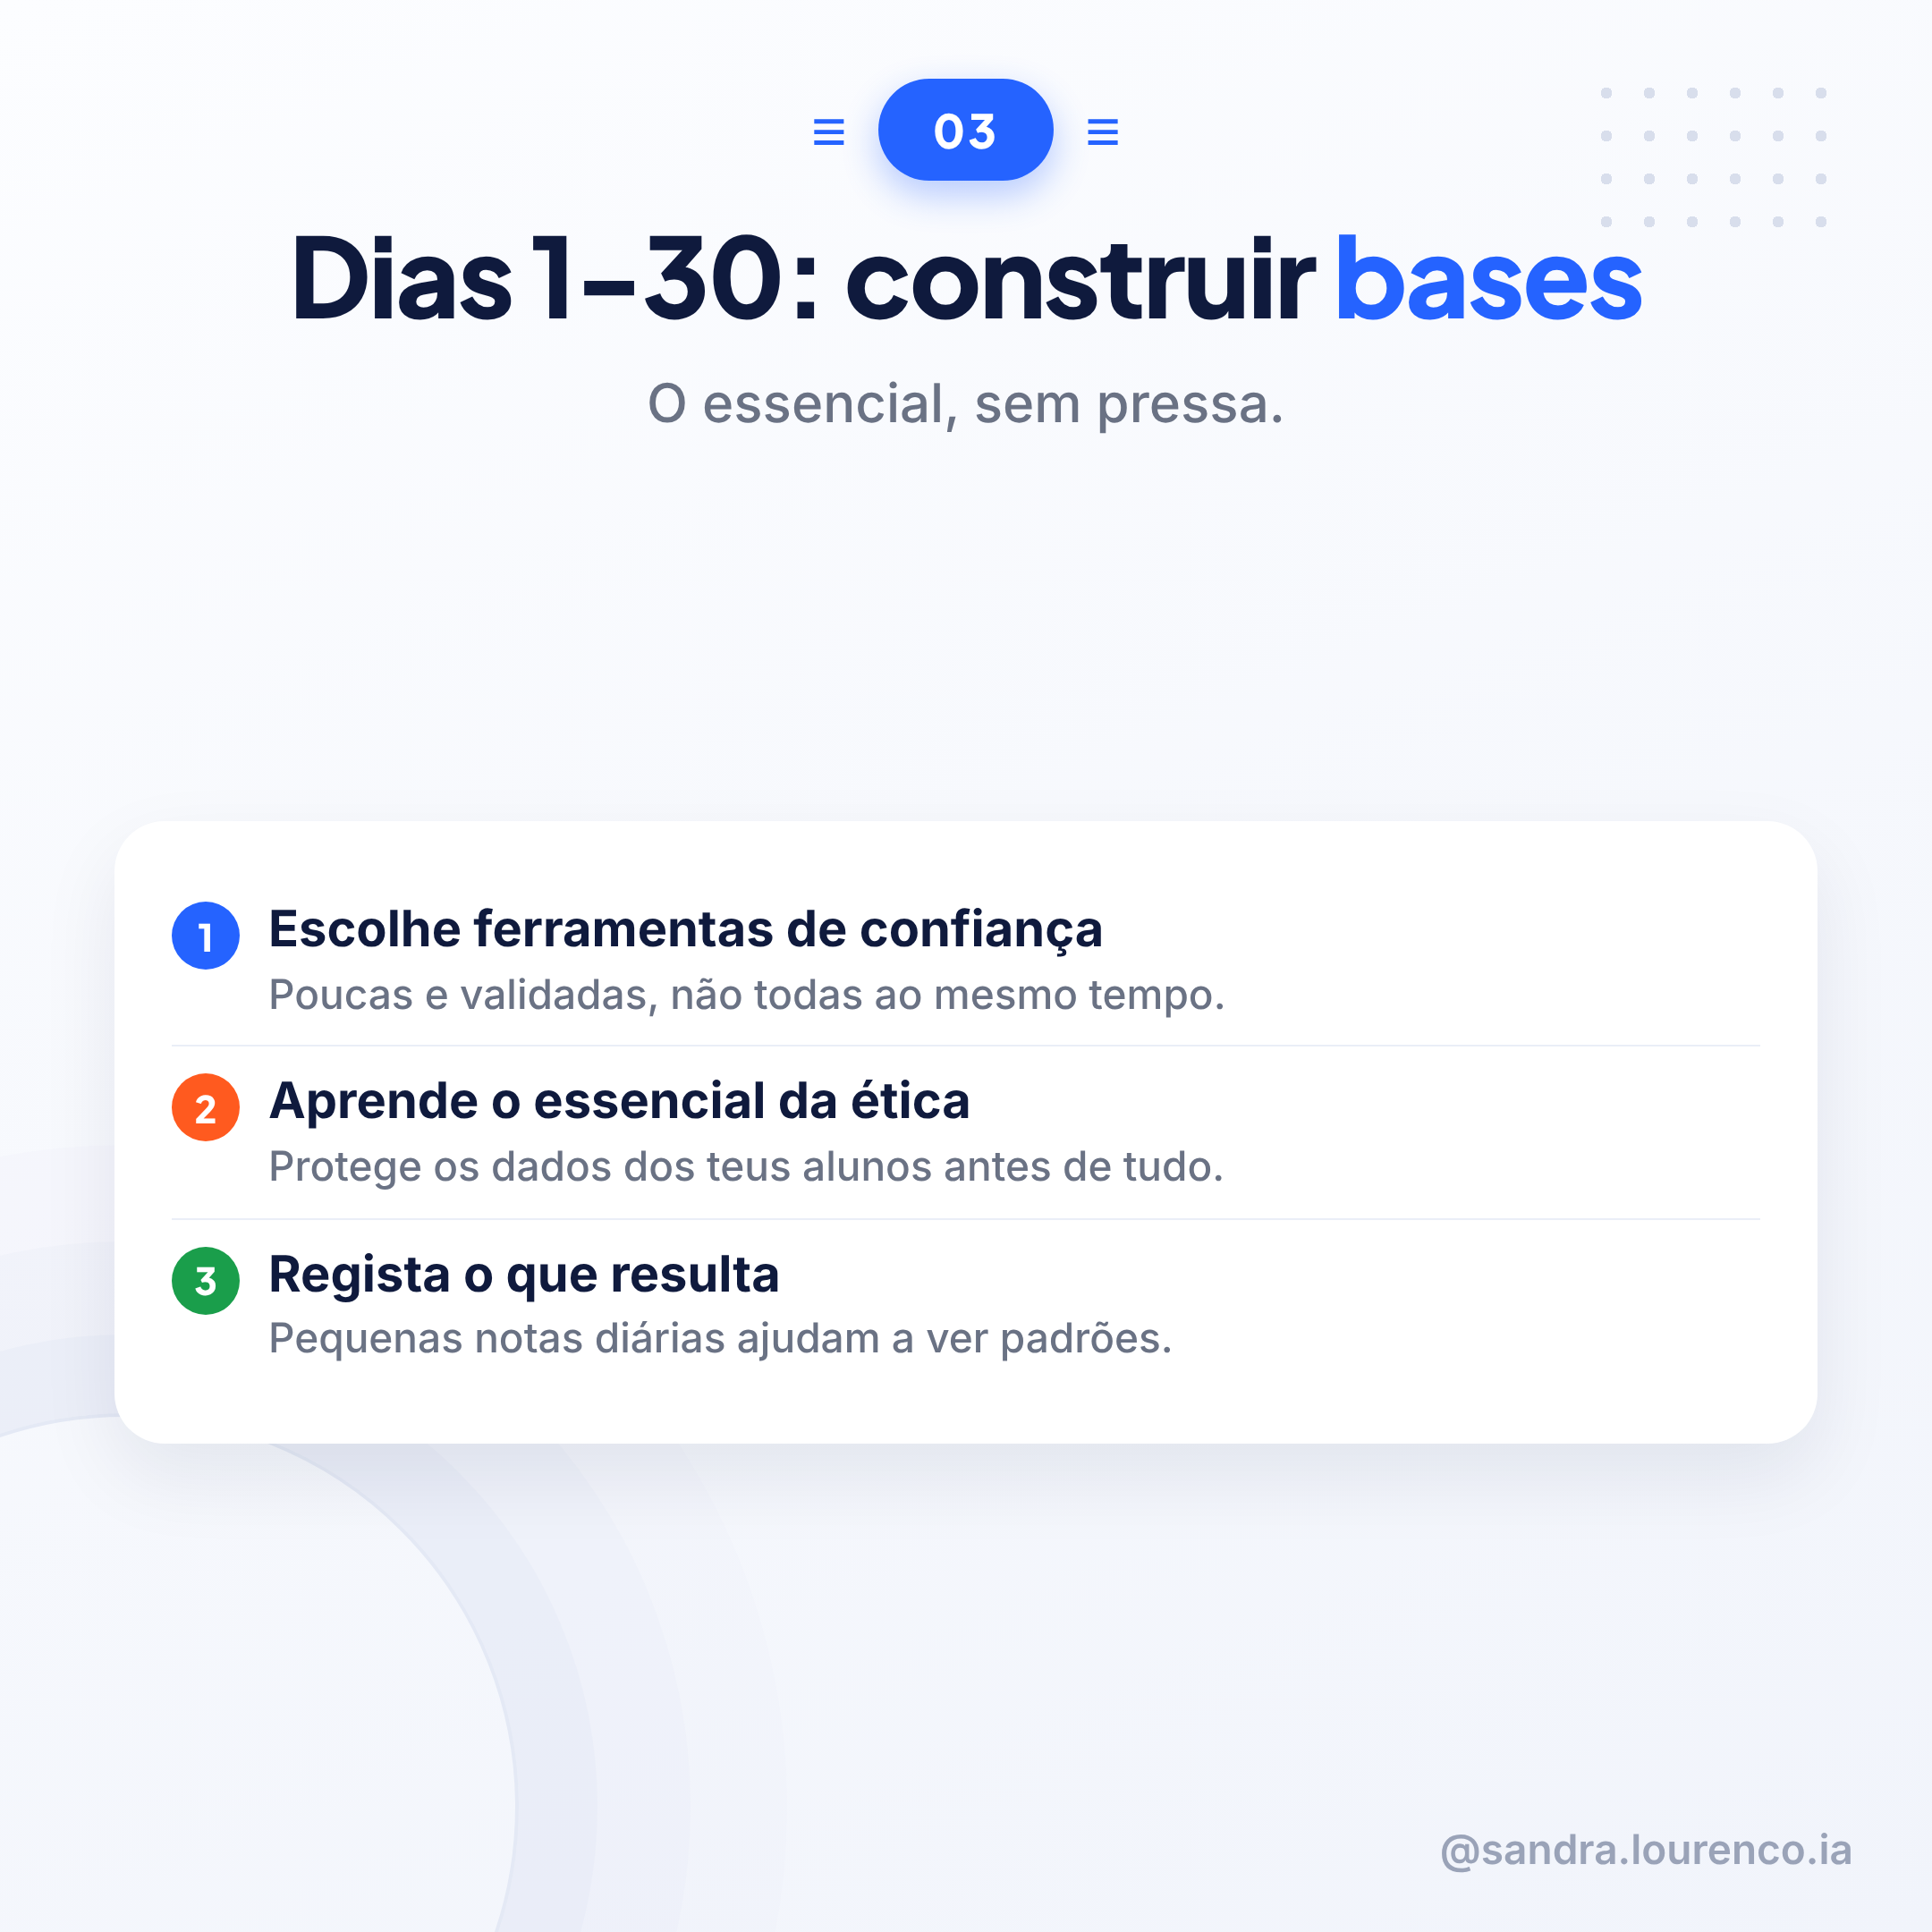 03
Dias 1–30: construir bases
O essencial, sem pressa.
1 Escolhe ferramentas de confiança
Poucas e validadas, não todas ao mesmo tempo.
2 Aprende o essencial da ética
Protege os dados dos teus alunos antes de tudo.
3 Regista o que resulta
Pequenas notas diárias ajudam a ver padrões.
@sandra.lourenco.ia